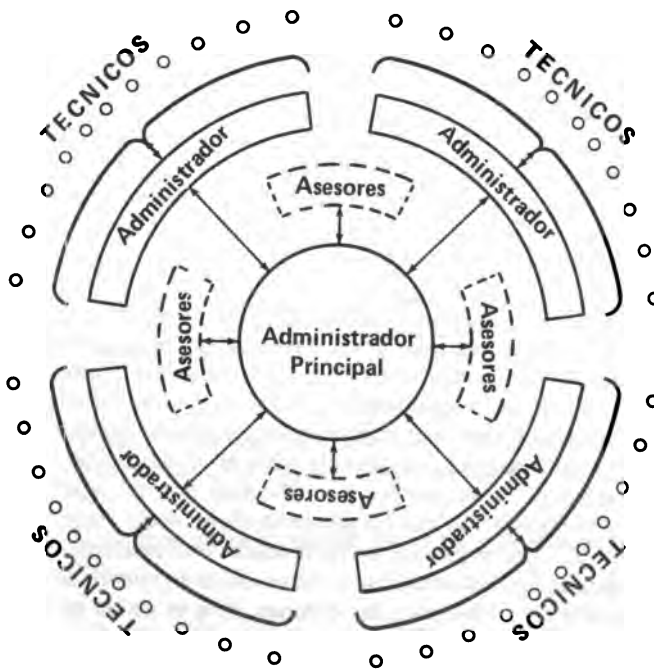 TECNICOS
TECNICOS
Administrador
Administrador
Asesores
Asesores
Administrador
Principal
Asesores
Asesores
Administrador
Administrador
TECNICOS
TECNICOS